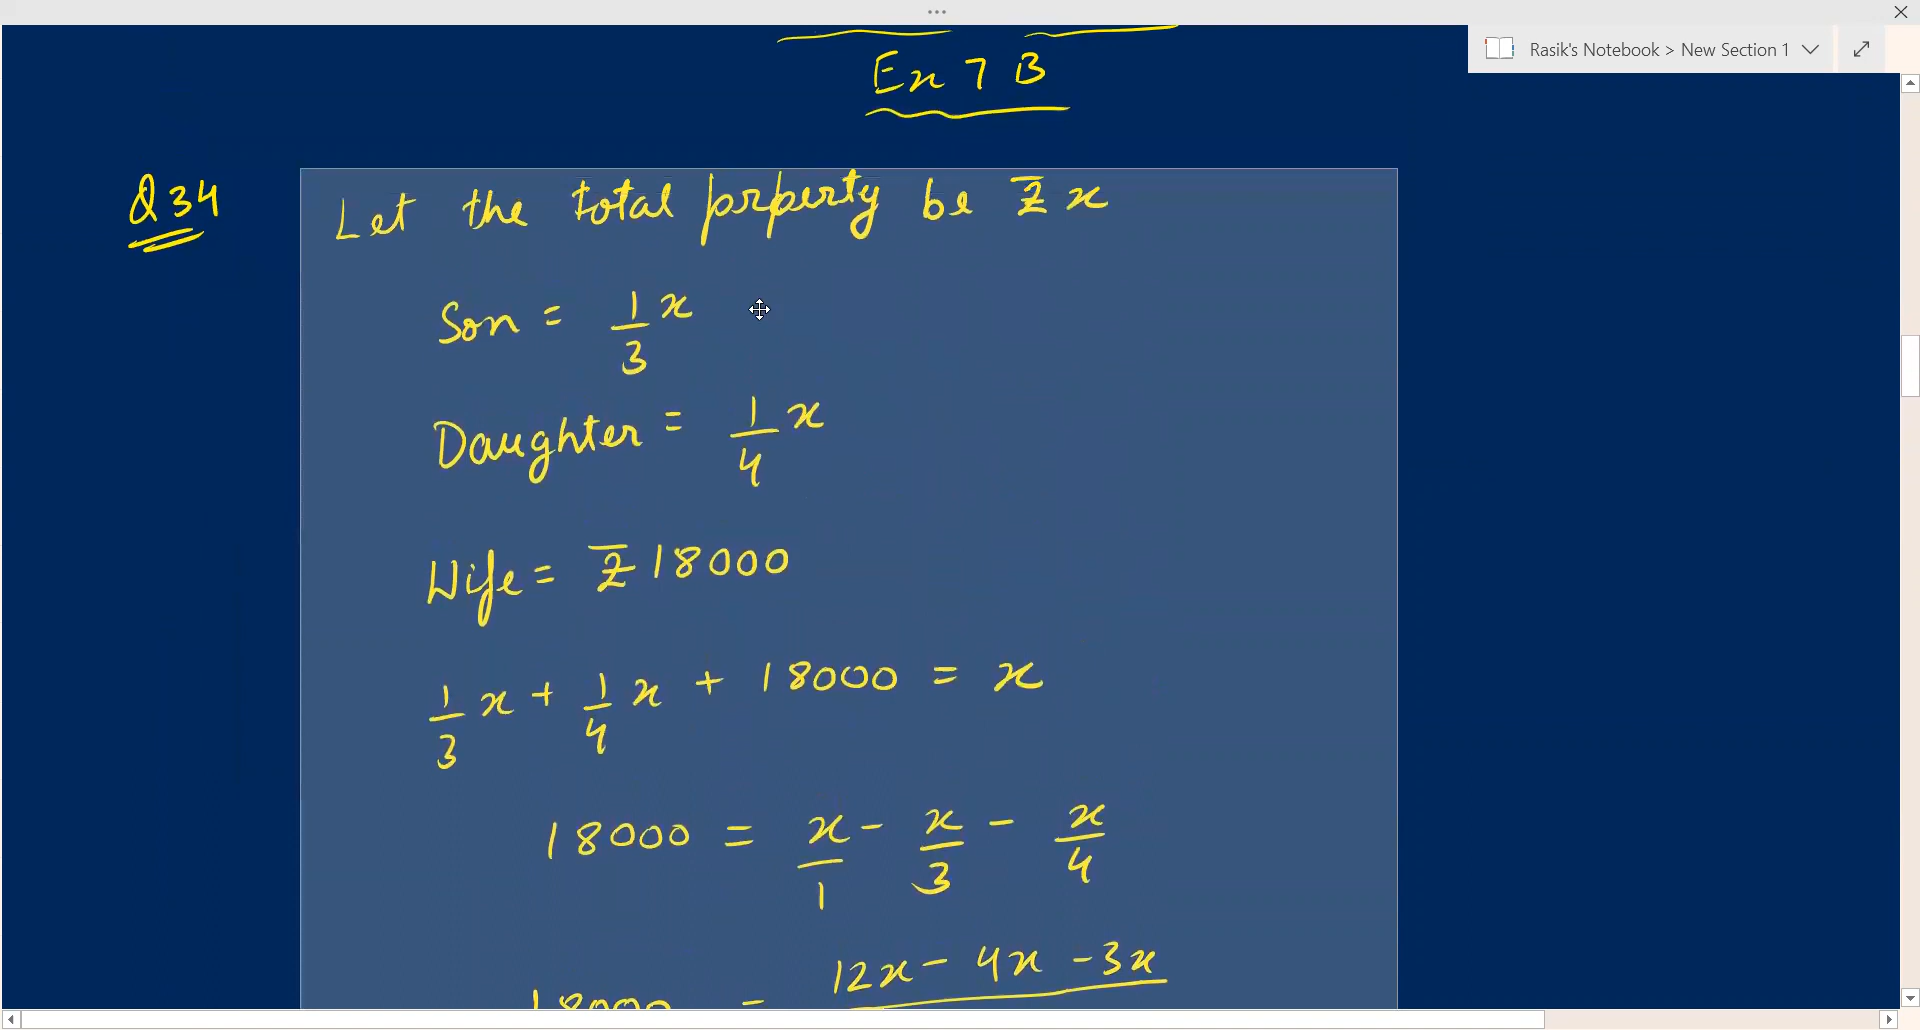 Rasik's Notebook > New Section 1
Ex 7 B
Q34
Let the total property be ₹ x
Son = 1/3 x
Daughter = 1/4 x
Wife = ₹ 18000
1/3 x + 1/4 x + 18000 = x
18000 = x/1 - x/3 - x/4
18000 = 12x - 4x - 3x